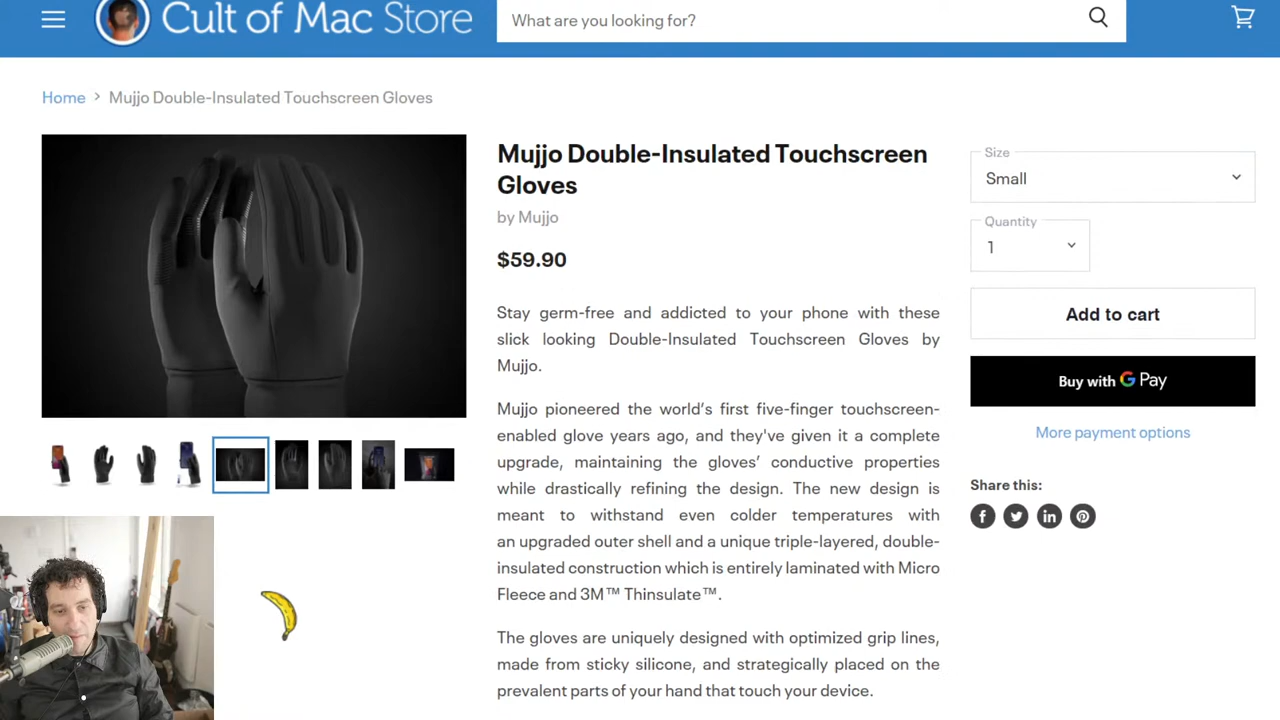 Cult of Mac Store
What are you looking for?
Home > Mujjo Double-Insulated Touchscreen Gloves
Mujjo Double-Insulated Touchscreen
Gloves
by Mujjo
$59.90
Stay germ-free and addicted to your phone with these
slick looking Double-Insulated Touchscreen Gloves by
Mujjo.
Mujjo pioneered the world’s first five-finger touchscreen-
enabled glove years ago, and they've given it a complete
upgrade, maintaining the gloves’ conductive properties
while drastically refining the design. The new design is
meant to withstand even colder temperatures with
an upgraded outer shell and a unique triple-layered, double-
insulated construction which is entirely laminated with Micro
Fleece and 3M™ Thinsulate™.
The gloves are uniquely designed with optimized grip lines,
made from sticky silicone, and strategically placed on the
prevalent parts of your hand that touch your device.
Size
Small
Quantity
1
Add to cart
Buy with G Pay
More payment options
Share this: